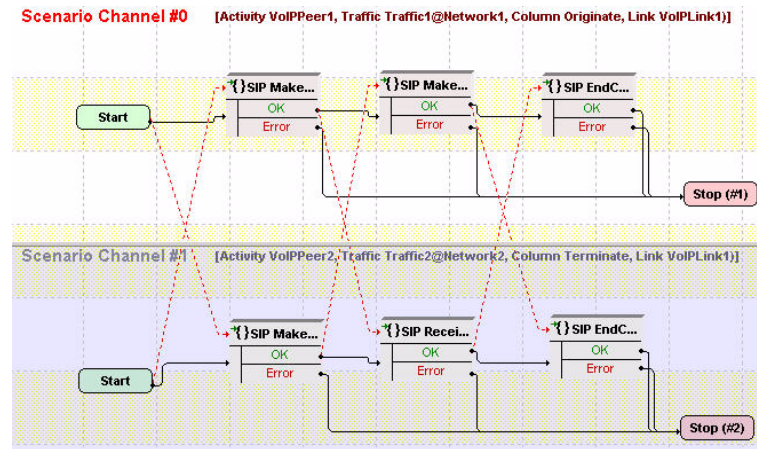 Scenario Channel #0 [Activity VoIPPeer1, Traffic Traffic1@Network1, Column Originate, Link VoIPLink1)]
{}SIP Make... {}SIP Make... {}SIP EndC...
Start OK OK OK
Error Error Error
Stop (#1)
Scenario Channel #1 [Activity VoIPPeer2, Traffic Traffic2@Network2, Column Terminate, Link VoIPLink1)]
{}SIP Make... {}SIP Recei... {}SIP EndC...
OK OK OK
Start Error Error Error
Stop (#2)